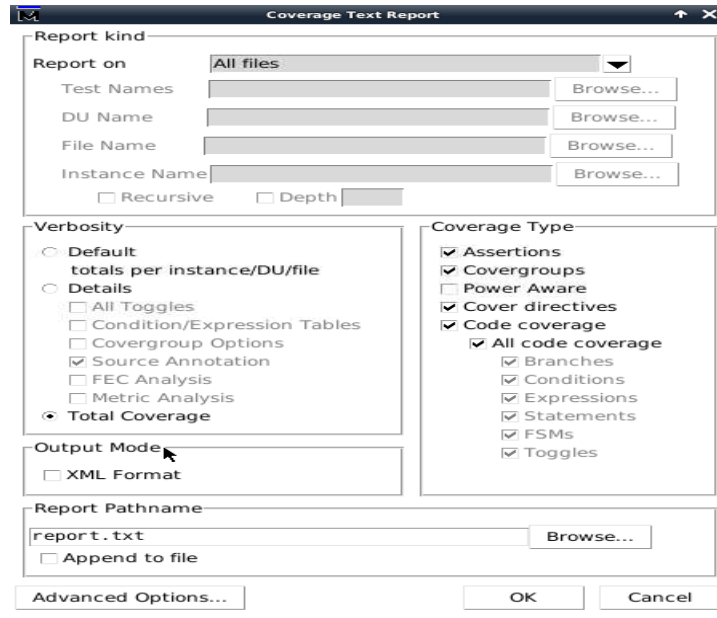 Coverage Text Report
Report kind
Report on All files
Test Names Browse...
DU Name Browse...
File Name Browse...
Instance Name Browse...
Recursive Depth
Verbosity
Default
totals per instance/DU/file
Details
All Toggles
Condition/Expression Tables
Covergroup Options
Source Annotation
FEC Analysis
Metric Analysis
Total Coverage
Coverage Type
Assertions
Covergroups
Power Aware
Cover directives
Code coverage
All code coverage
Branches
Conditions
Expressions
Statements
FSMs
Toggles
Output Mode
XML Format
Report Pathname
report.txt Browse...
Append to file
Advanced Options... OK Cancel